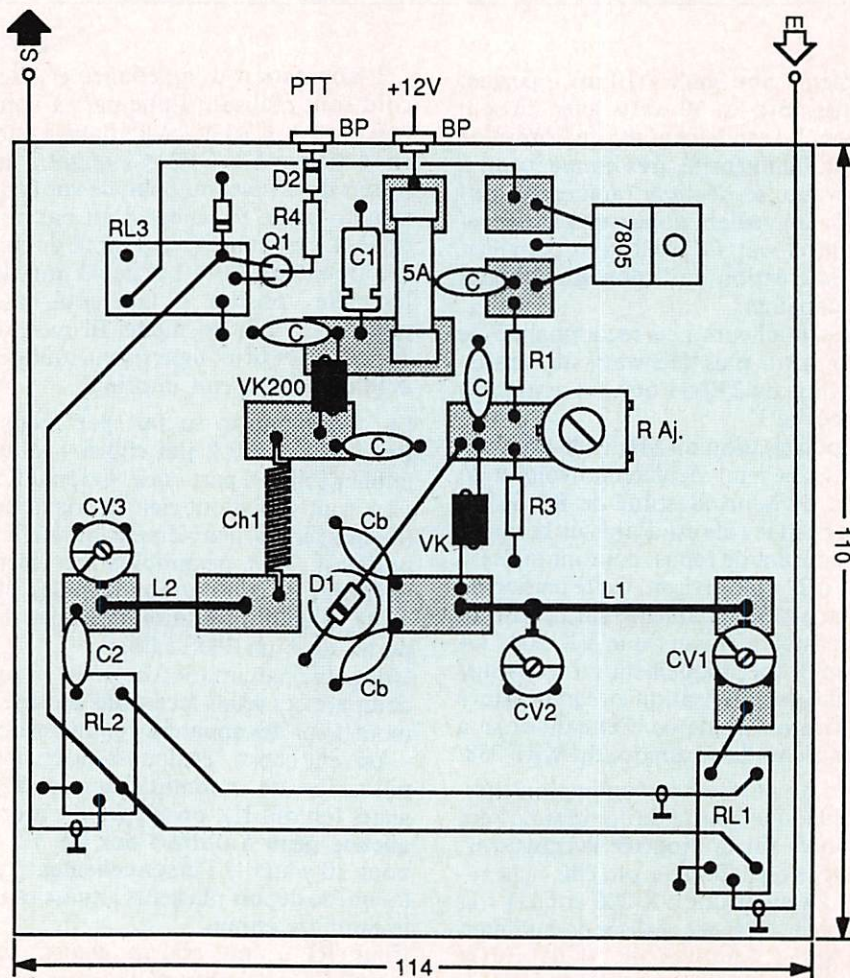 S
E
PTT
+12V
BP
BP
D2
R4
RL3
Q1
C1
5A
7805
C
C
R1
VK200
C
R Aj.
C
Ch1
Cb
VK
R3
CV3
D1
L2
L1
110
C2
Cb
CV2
CV1
RL2
RL1
114